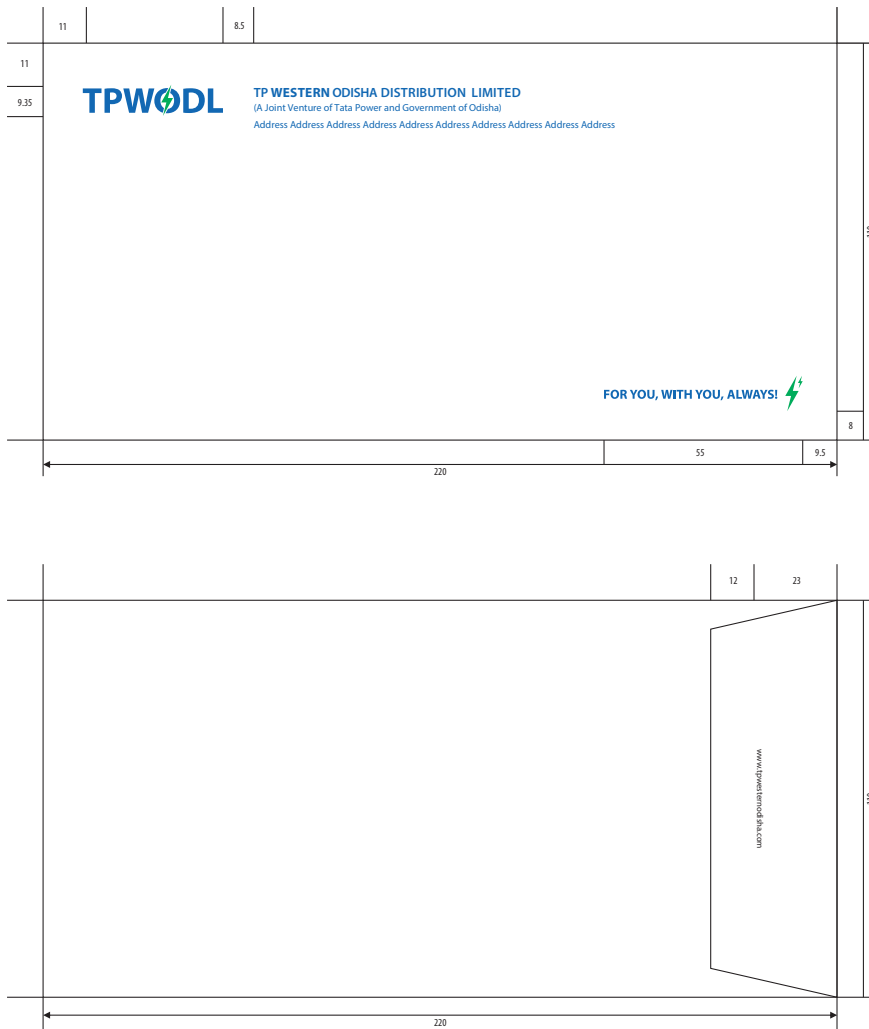 11
8.5
11
9.35
TPWODL
TP WESTERN ODISHA DISTRIBUTION LIMITED
(A Joint Venture of Tata Power and Government of Odisha)
Address Address Address Address Address Address Address Address Address Address
FOR YOU, WITH YOU, ALWAYS!
8
55
9.5
220
12
23
www.tpwesternodisha.com
220